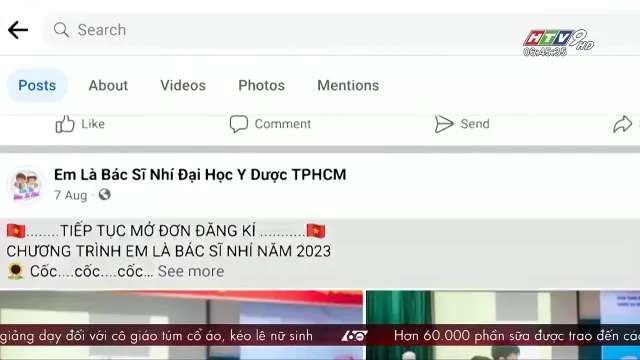 Search
HTV9 HD
06:45:35
Posts
About
Videos
Photos
Mentions
Like
Comment
Send
Em Là Bác Sĩ Nhí Đại Học Y Dược TPHCM
7 Aug ·
🇻🇳........TIẾP TỤC MỞ ĐƠN ĐĂNG KÍ ...........🇻🇳
CHƯƠNG TRÌNH EM LÀ BÁC SĨ NHÍ NĂM 2023
🌻 Cốc....cốc....cốc... See more
giảng dạy đối với cô giáo túm cổ áo, kéo lê nữ sinh
Hơn 60.000 phần sữa được trao đến cá